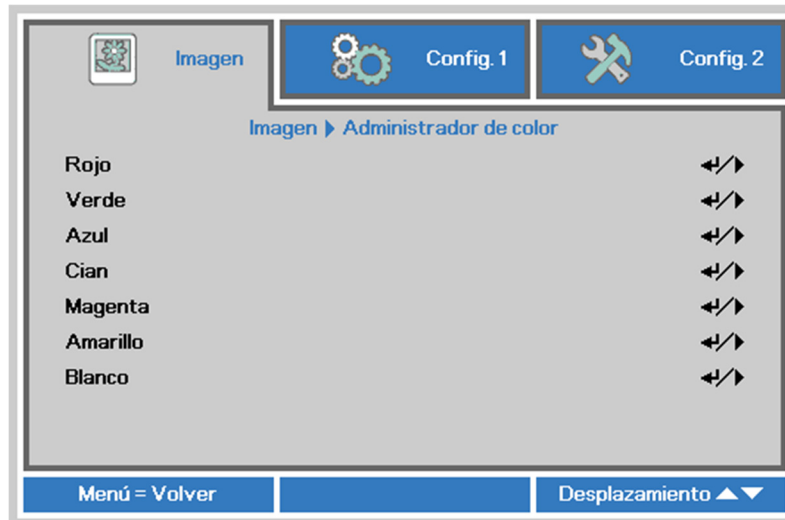 Imagen Config. 1 Config. 2
Imagen ▶ Administrador de color
Rojo ↵/▶
Verde ↵/▶
Azul ↵/▶
Cian ↵/▶
Magenta ↵/▶
Amarillo ↵/▶
Blanco ↵/▶
Menú = Volver Desplazamiento ▲▼